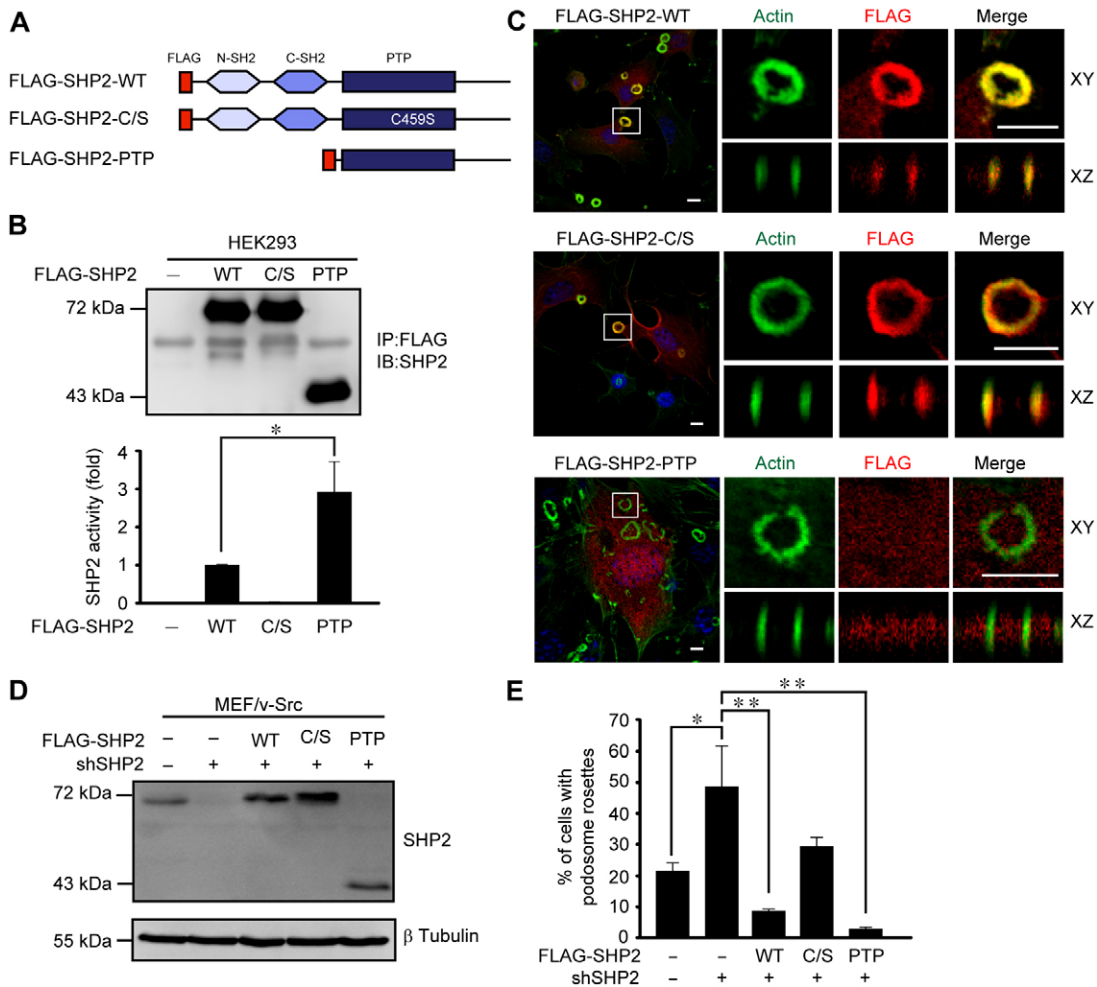 A
FLAG N-SH2 C-SH2 PTP
FLAG-SHP2-WT
FLAG-SHP2-C/S C459S
FLAG-SHP2-PTP
B
HEK293
FLAG-SHP2 – WT C/S PTP
72 kDa
IP:FLAG
IB:SHP2
43 kDa
*
4
3
2
1
0
SHP2 activity (fold)
FLAG-SHP2 – WT C/S PTP
C
FLAG-SHP2-WT Actin FLAG Merge
XY
XZ
FLAG-SHP2-C/S Actin FLAG Merge
XY
XZ
FLAG-SHP2-PTP Actin FLAG Merge
XY
XZ
D
MEF/v-Src
FLAG-SHP2 – – WT C/S PTP
shSHP2 – + + + +
72 kDa
SHP2
43 kDa
55 kDa
β Tubulin
E
**
* **
70
60
50
40
30
20
10
0
% of cells with
podosome rosettes
FLAG-SHP2 – – WT C/S PTP
shSHP2 – + + + +